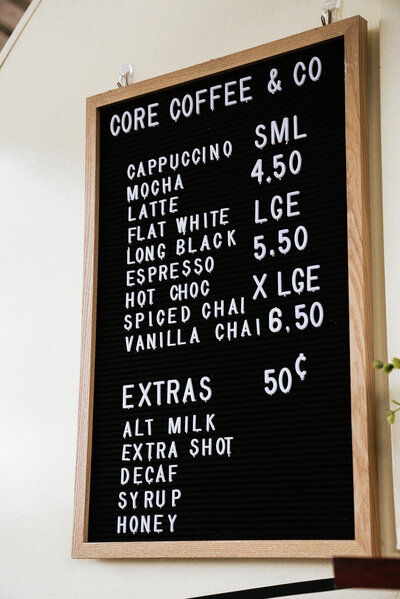 CORE COFFEE & CO
CAPPUCCINO
MOCHA
LATTE
FLAT WHITE
LONG BLACK
ESPRESSO
HOT CHOC
SPICED CHAI
VANILLA CHAI
SML
4.50
LGE
5.50
X LGE
6.50
EXTRAS 50¢
ALT MILK
EXTRA SHOT
DECAF
SYRUP
HONEY